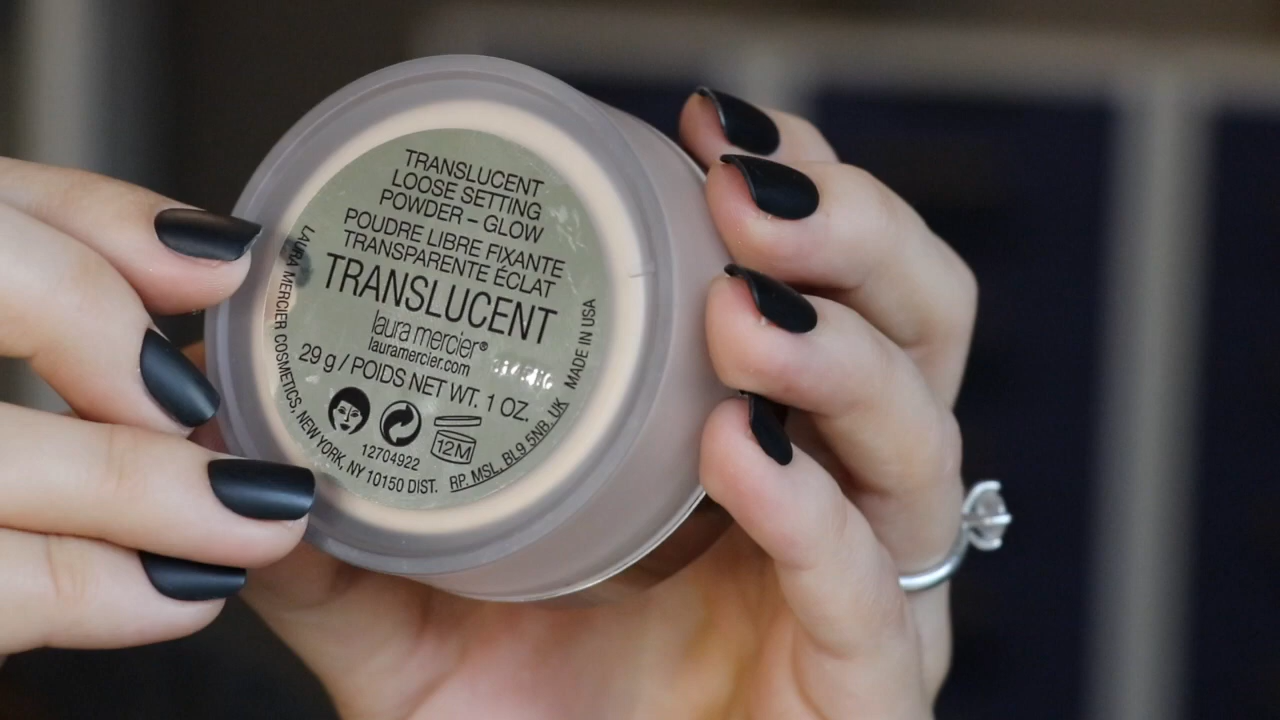 TRANSLUCENT
LOOSE SETTING
POWDER – GLOW
POUDRE LIBRE FIXANTE
TRANSPARENTE ÉCLAT
TRANSLUCENT
laura mercier®
lauramercier.com
29 g / POIDS NET WT. 1 OZ.
12M
12704922
LAURA MERCIER COSMETICS, NEW YORK, NY 10150 DIST. RP. MSL, BL9 5NB, UK MADE IN USA